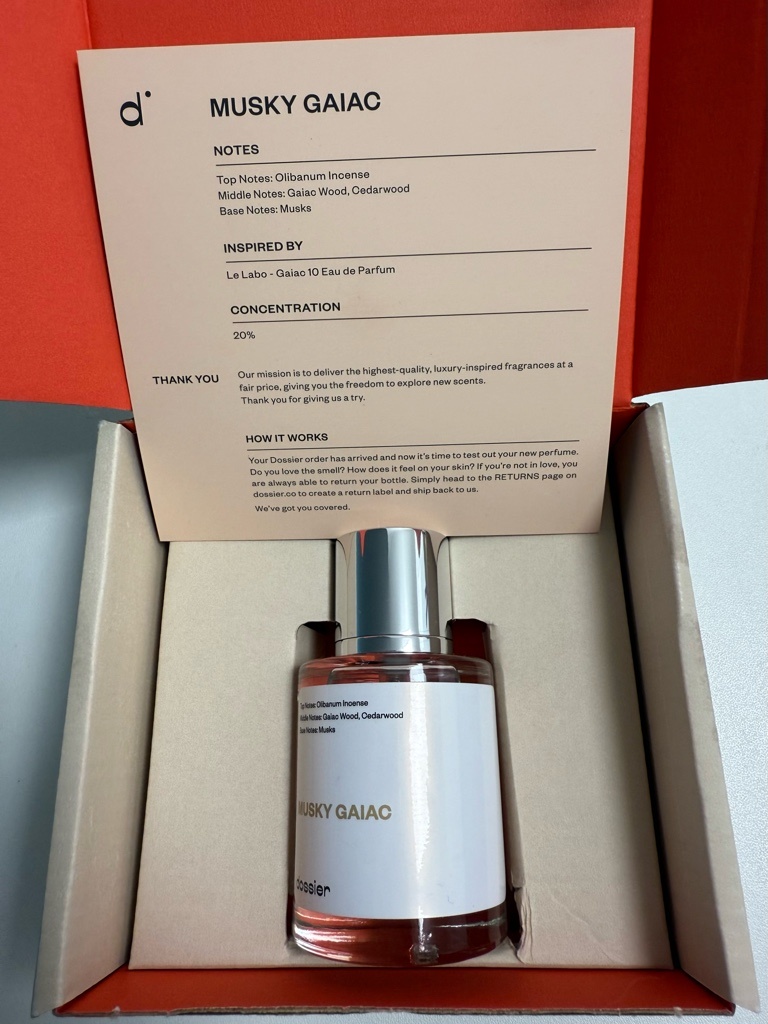 d•
MUSKY GAIAC
NOTES
Top Notes: Olibanum Incense
Middle Notes: Gaiac Wood, Cedarwood
Base Notes: Musks
INSPIRED BY
Le Labo - Gaiac 10 Eau de Parfum
CONCENTRATION
20%
THANK YOU
Our mission is to deliver the highest-quality, luxury-inspired fragrances at a
fair price, giving you the freedom to explore new scents.
Thank you for giving us a try.
HOW IT WORKS
Your Dossier order has arrived and now it's time to test out your new perfume.
Do you love the smell? How does it feel on your skin? If you're not in love, you
are always able to return your bottle. Simply head to the RETURNS page on
dossier.co to create a return label and ship back to us.
We've got you covered.
Top Notes: Olibanum Incense
Middle Notes: Gaiac Wood, Cedarwood
Base Notes: Musks
MUSKY GAIAC
dossier